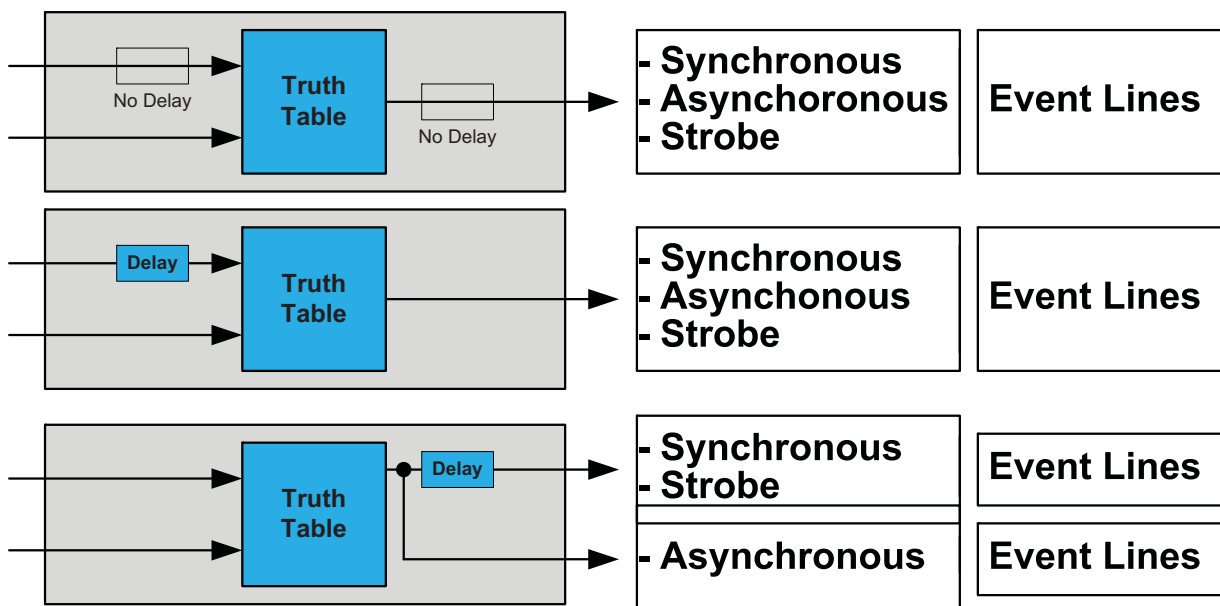 No Delay
Truth
Table
No Delay
- Synchronous
- Asynchoronous
- Strobe
Event Lines
Delay
Truth
Table
- Synchronous
- Asynchonous
- Strobe
Event Lines
Truth
Table
Delay
- Synchronous
- Strobe
Event Lines
- Asynchronous
Event Lines